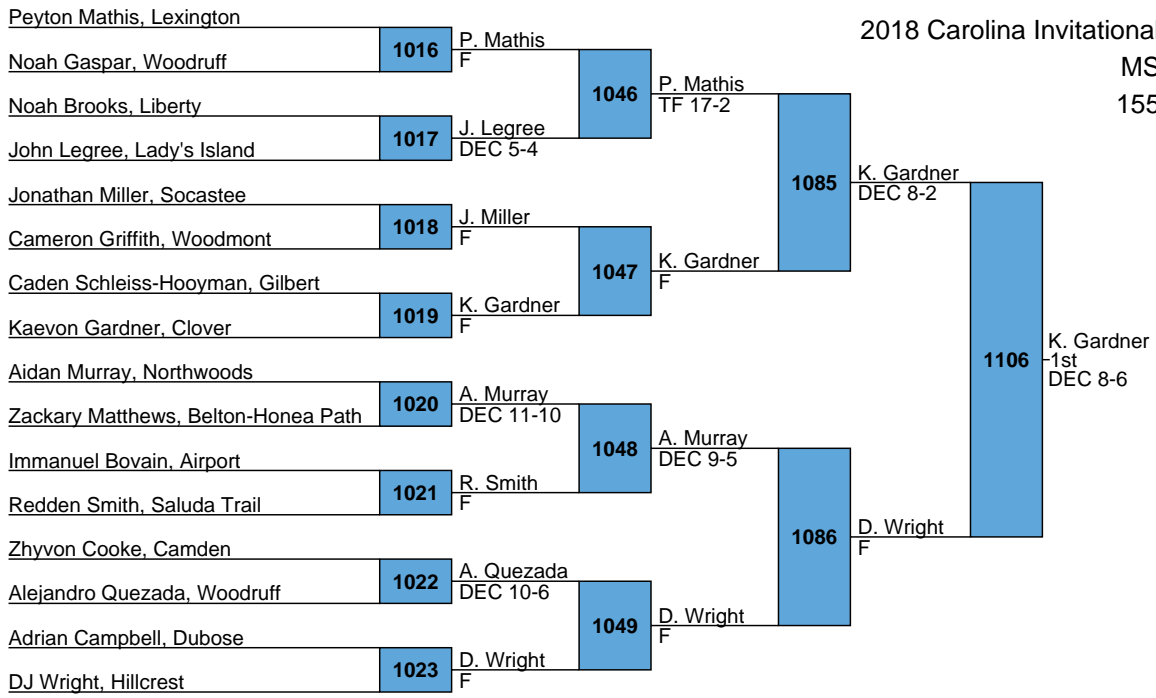 2018 Carolina Invitational
MS
155
Peyton Mathis, Lexington
Noah Gaspar, Woodruff
Noah Brooks, Liberty
John Legree, Lady's Island
Jonathan Miller, Socastee
Cameron Griffith, Woodmont
Caden Schleiss-Hooyman, Gilbert
Kaevon Gardner, Clover
Aidan Murray, Northwoods
Zackary Matthews, Belton-Honea Path
Immanuel Bovain, Airport
Redden Smith, Saluda Trail
Zhyvon Cooke, Camden
Alejandro Quezada, Woodruff
Adrian Campbell, Dubose
DJ Wright, Hillcrest
1016
1017
1018
1019
1020
1021
1022
1023
P. Mathis
F
J. Legree
DEC 5-4
J. Miller
F
K. Gardner
F
A. Murray
DEC 11-10
R. Smith
F
A. Quezada
DEC 10-6
D. Wright
F
1046
1047
1048
1049
P. Mathis
TF 17-2
K. Gardner
F
A. Murray
DEC 9-5
D. Wright
F
1085
1086
K. Gardner
DEC 8-2
D. Wright
F
1106
K. Gardner
1st
DEC 8-6